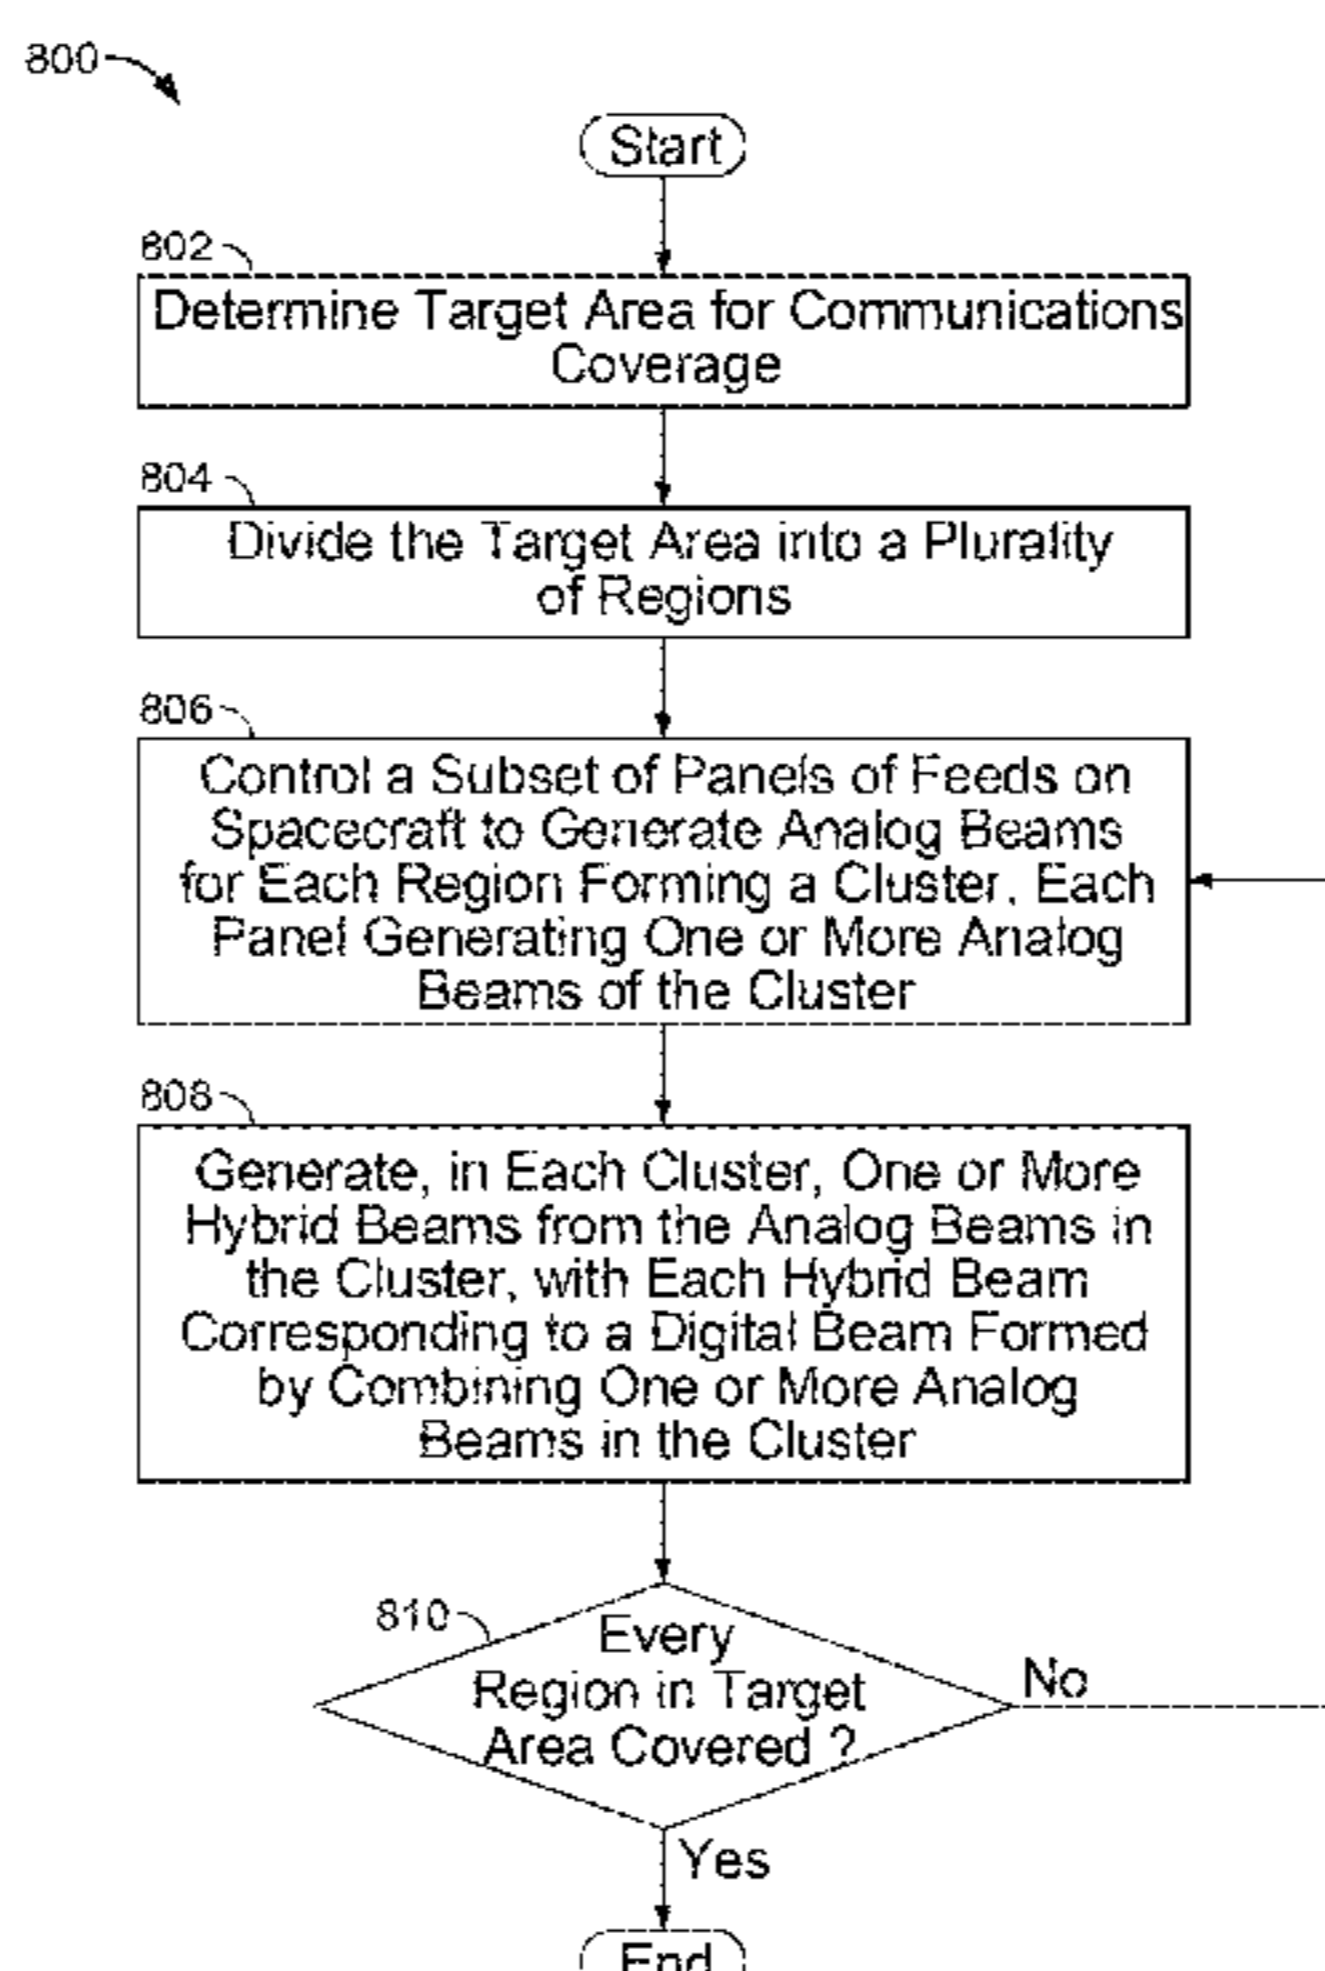 800
Start
802
Determine Target Area for Communications
Coverage
804
Divide the Target Area into a Plurality
of Regions
806
Control a Subset of Panels of Feeds on
Spacecraft to Generate Analog Beams
for Each Region Forming a Cluster, Each
Panel Generating One or More Analog
Beams of the Cluster
808
Generate, in Each Cluster, One or More
Hybrid Beams from the Analog Beams in
the Cluster, with Each Hybrid Beam
Corresponding to a Digital Beam Formed
by Combining One or More Analog
Beams in the Cluster
810
Every
Region in Target
Area Covered ?
No
Yes
End